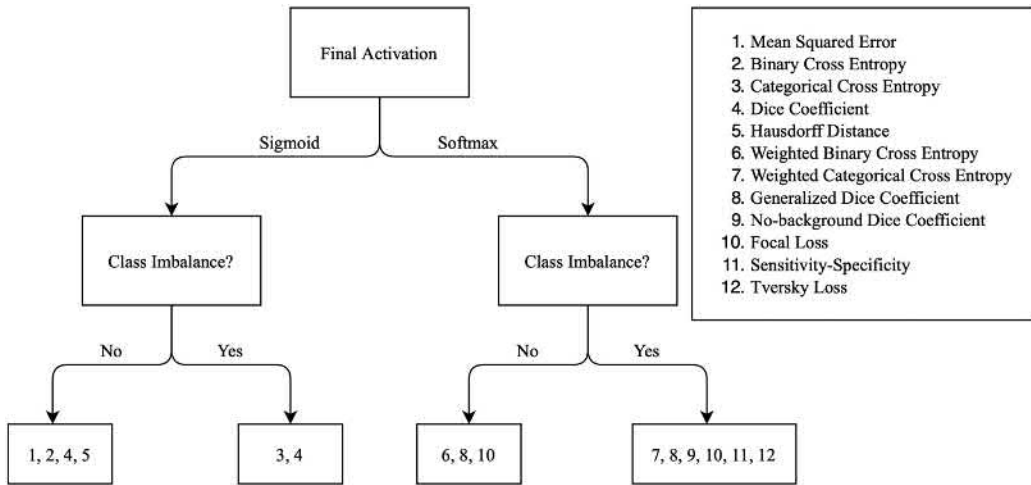 Final Activation
1. Mean Squared Error
2. Binary Cross Entropy
3. Categorical Cross Entropy
4. Dice Coefficient
5. Hausdorff Distance
6. Weighted Binary Cross Entropy
7. Weighted Categorical Cross Entropy
8. Generalized Dice Coefficient
9. No-background Dice Coefficient
10. Focal Loss
11. Sensitivity-Specificity
12. Tversky Loss
Sigmoid
Softmax
Class Imbalance?
Class Imbalance?
No
Yes
No
Yes
1, 2, 4, 5
3, 4
6, 8, 10
7, 8, 9, 10, 11, 12